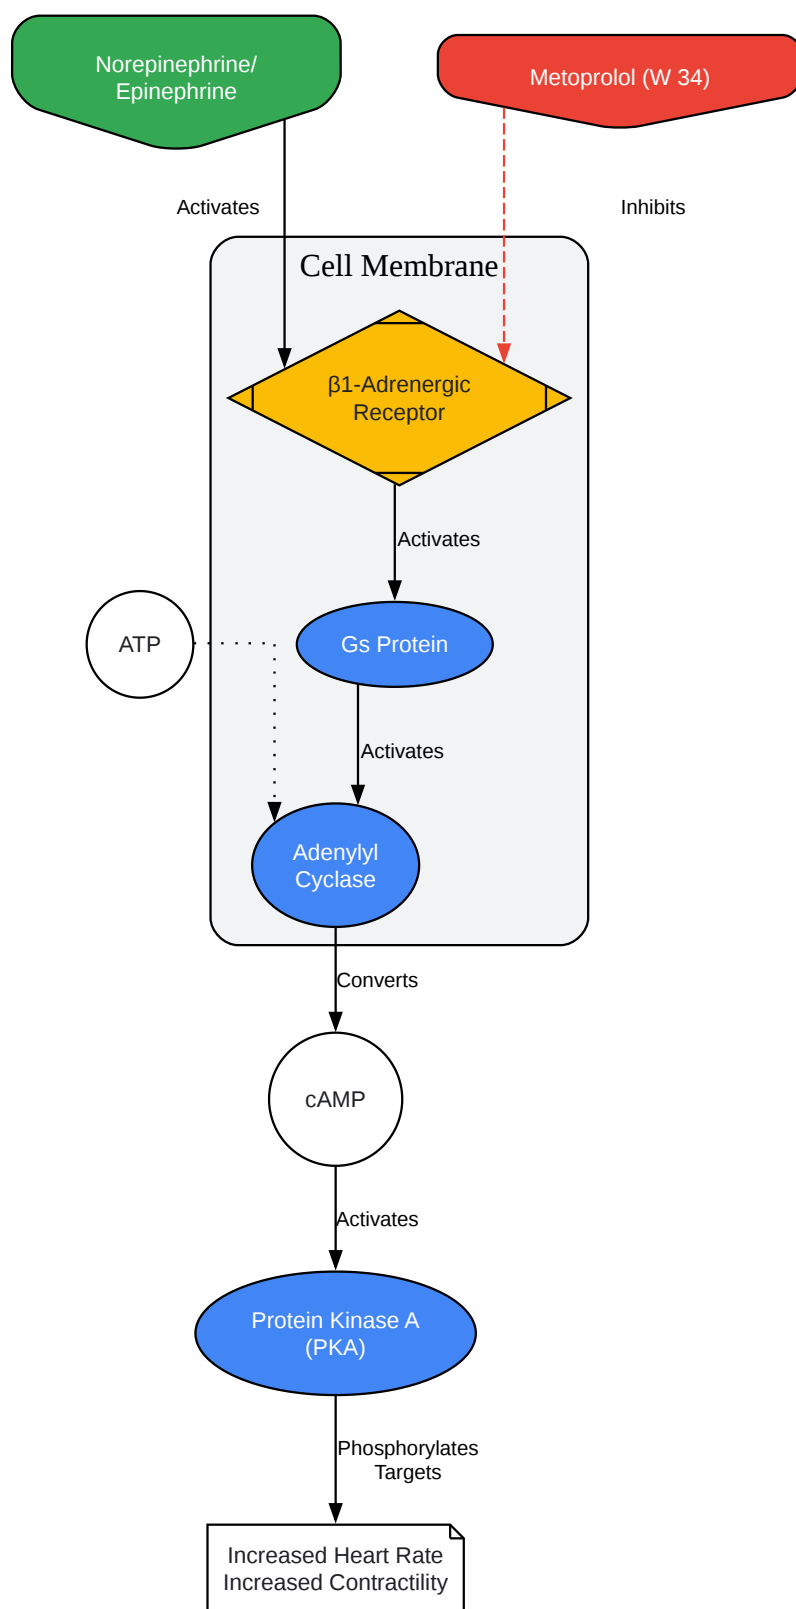 Norepinephrine/
Epinephrine
Metoprolol (W 34)
Activates
Inhibits
Cell Membrane
β1-Adrenergic
Receptor
Activates
ATP
Gs Protein
Activates
Adenylyl
Cyclase
Converts
cAMP
Activates
Protein Kinase A
(PKA)
Phosphorylates
Targets
Increased Heart Rate
Increased Contractility